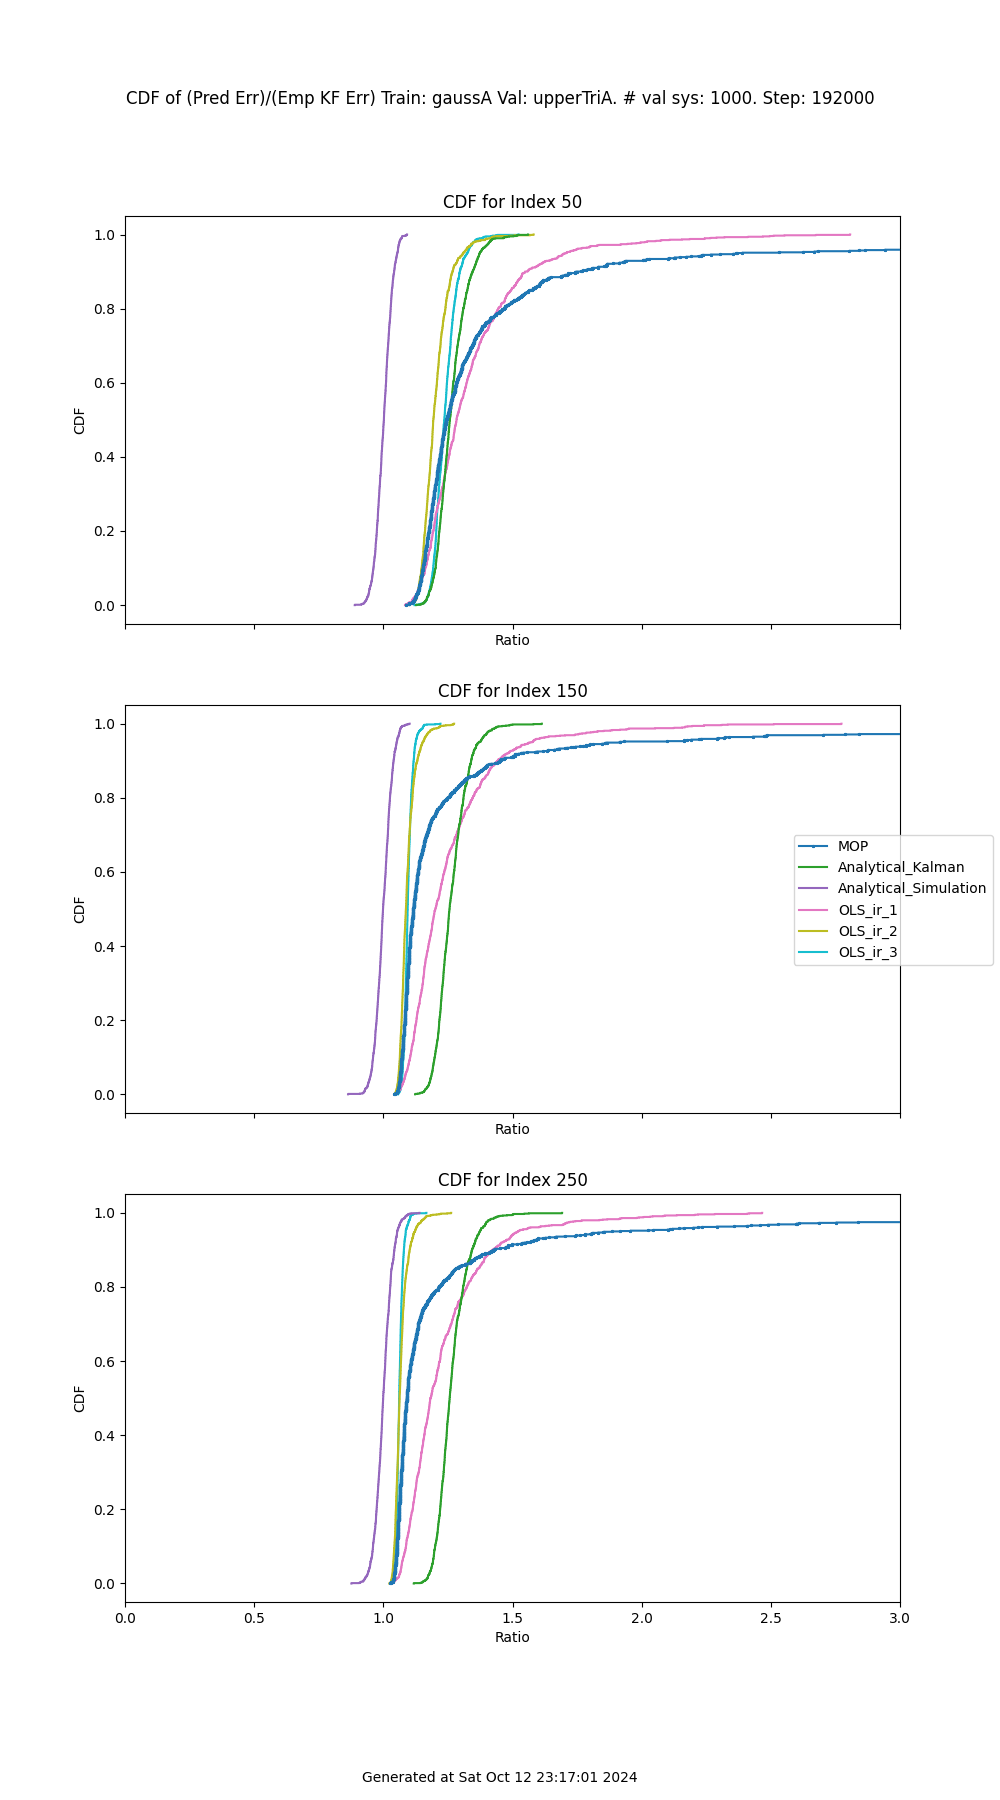 CDF of (Pred Err)/(Emp KF Err) Train: gaussA Val: upperTriA. # val sys: 1000. Step: 192000
CDF for Index 50
1.0
0.8
0.6
0.4
0.2
0.0
CDF
Ratio
CDF for Index 150
1.0
0.8
0.6
0.4
0.2
0.0
CDF
Ratio
MOP
Analytical_Kalman
Analytical_Simulation
OLS_ir_1
OLS_ir_2
OLS_ir_3
CDF for Index 250
1.0
0.8
0.6
0.4
0.2
0.0
CDF
0.0 0.5 1.0 1.5 2.0 2.5 3.0
Ratio
Generated at Sat Oct 12 23:17:01 2024